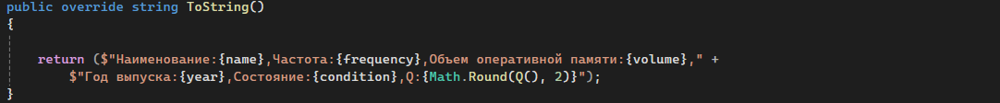 public override string ToString()
{
return ($"Наименование:{name},Частота:{frequency},Объем оперативной памяти:{volume}," +
$"Год выпуска:{year},Состояние:{condition},Q:{Math.Round(Q(), 2)}");
}